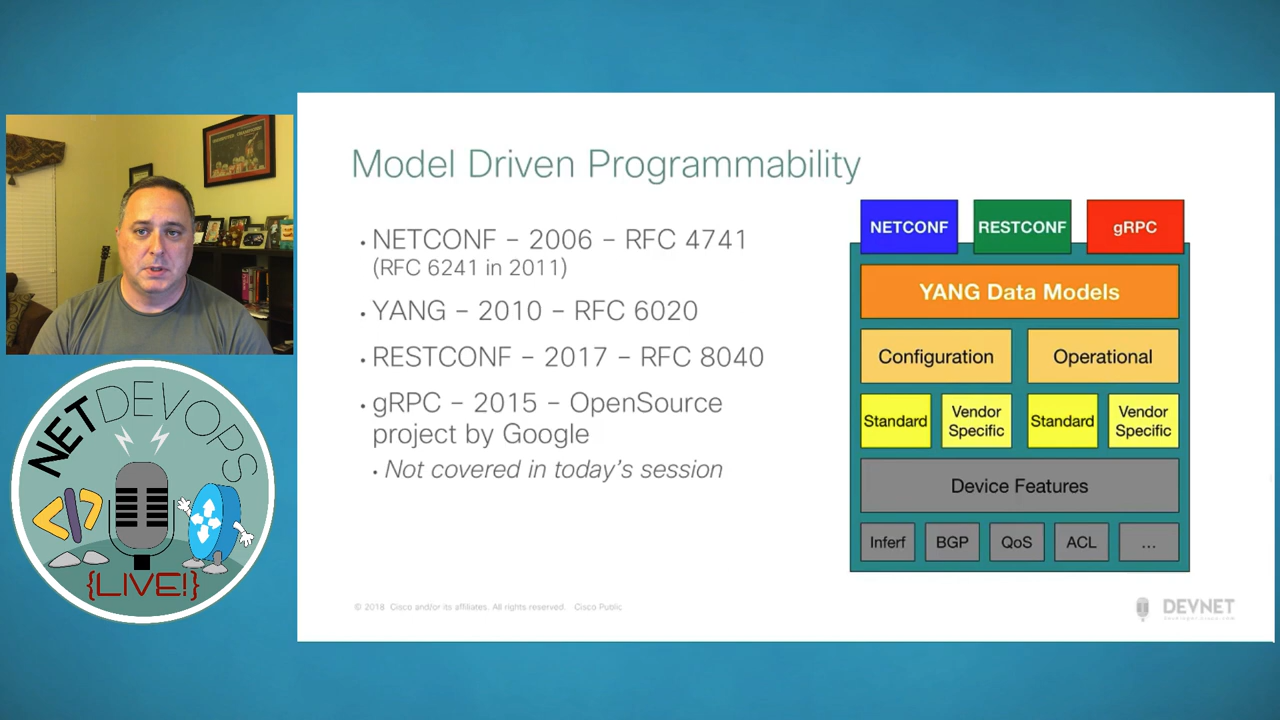 Model Driven Programmability
• NETCONF – 2006 – RFC 4741
(RFC 6241 in 2011)
• YANG – 2010 – RFC 6020
• RESTCONF – 2017 – RFC 8040
• gRPC – 2015 – OpenSource
project by Google
• Not covered in today's session
NETCONF
RESTCONF
gRPC
YANG Data Models
Configuration
Operational
Standard
Vendor
Specific
Standard
Vendor
Specific
Device Features
Inferf
BGP
QoS
ACL
...
© 2018 Cisco and/or its affiliates. All rights reserved. Cisco Public
DEVNET
developer.cisco.com
NETDEVOPS
</>
{LIVE!}